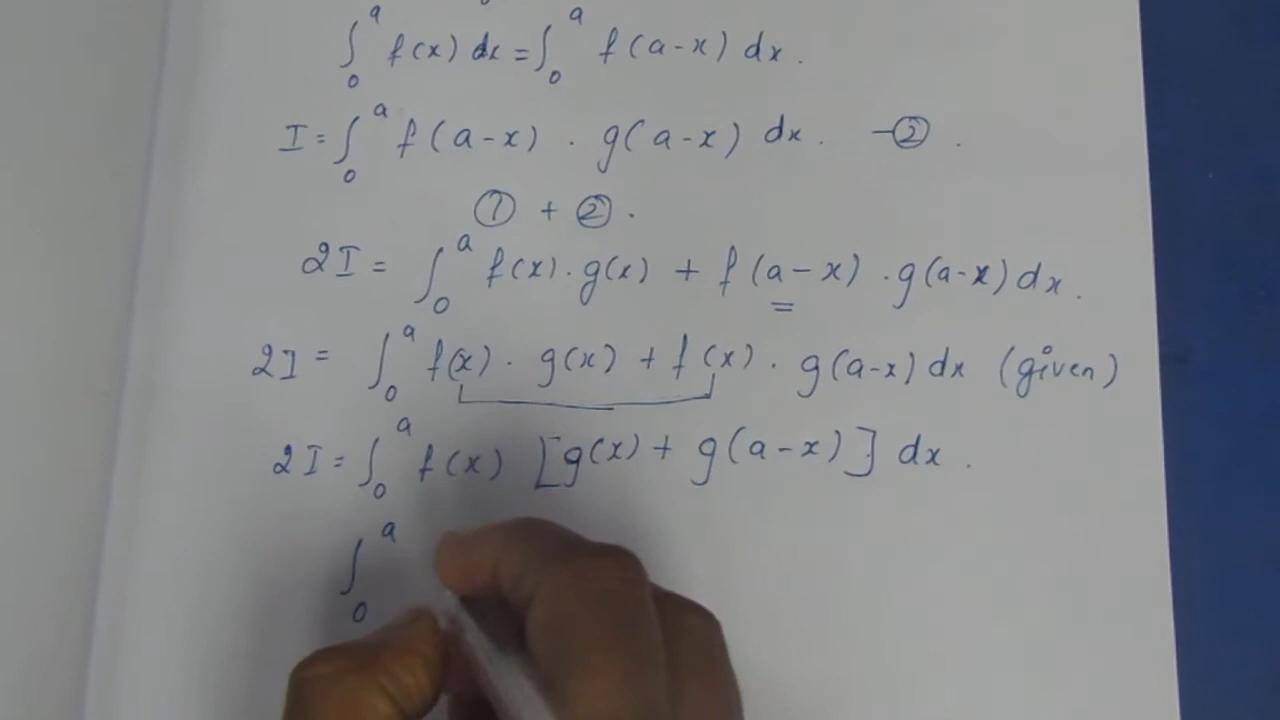 ∫₀ᵃ f(x) dx = ∫₀ᵃ f(a-x) dx.
I = ∫₀ᵃ f(a-x) . g(a-x) dx. —②.
① + ②.
2I = ∫₀ᵃ f(x).g(x) + f(a-x) .g(a-x) dx.
2I = ∫₀ᵃ f(x) . g(x) + f(x) . g(a-x) dx (given)
2I = ∫₀ᵃ f(x) [g(x) + g(a-x)] dx.
∫₀ᵃ